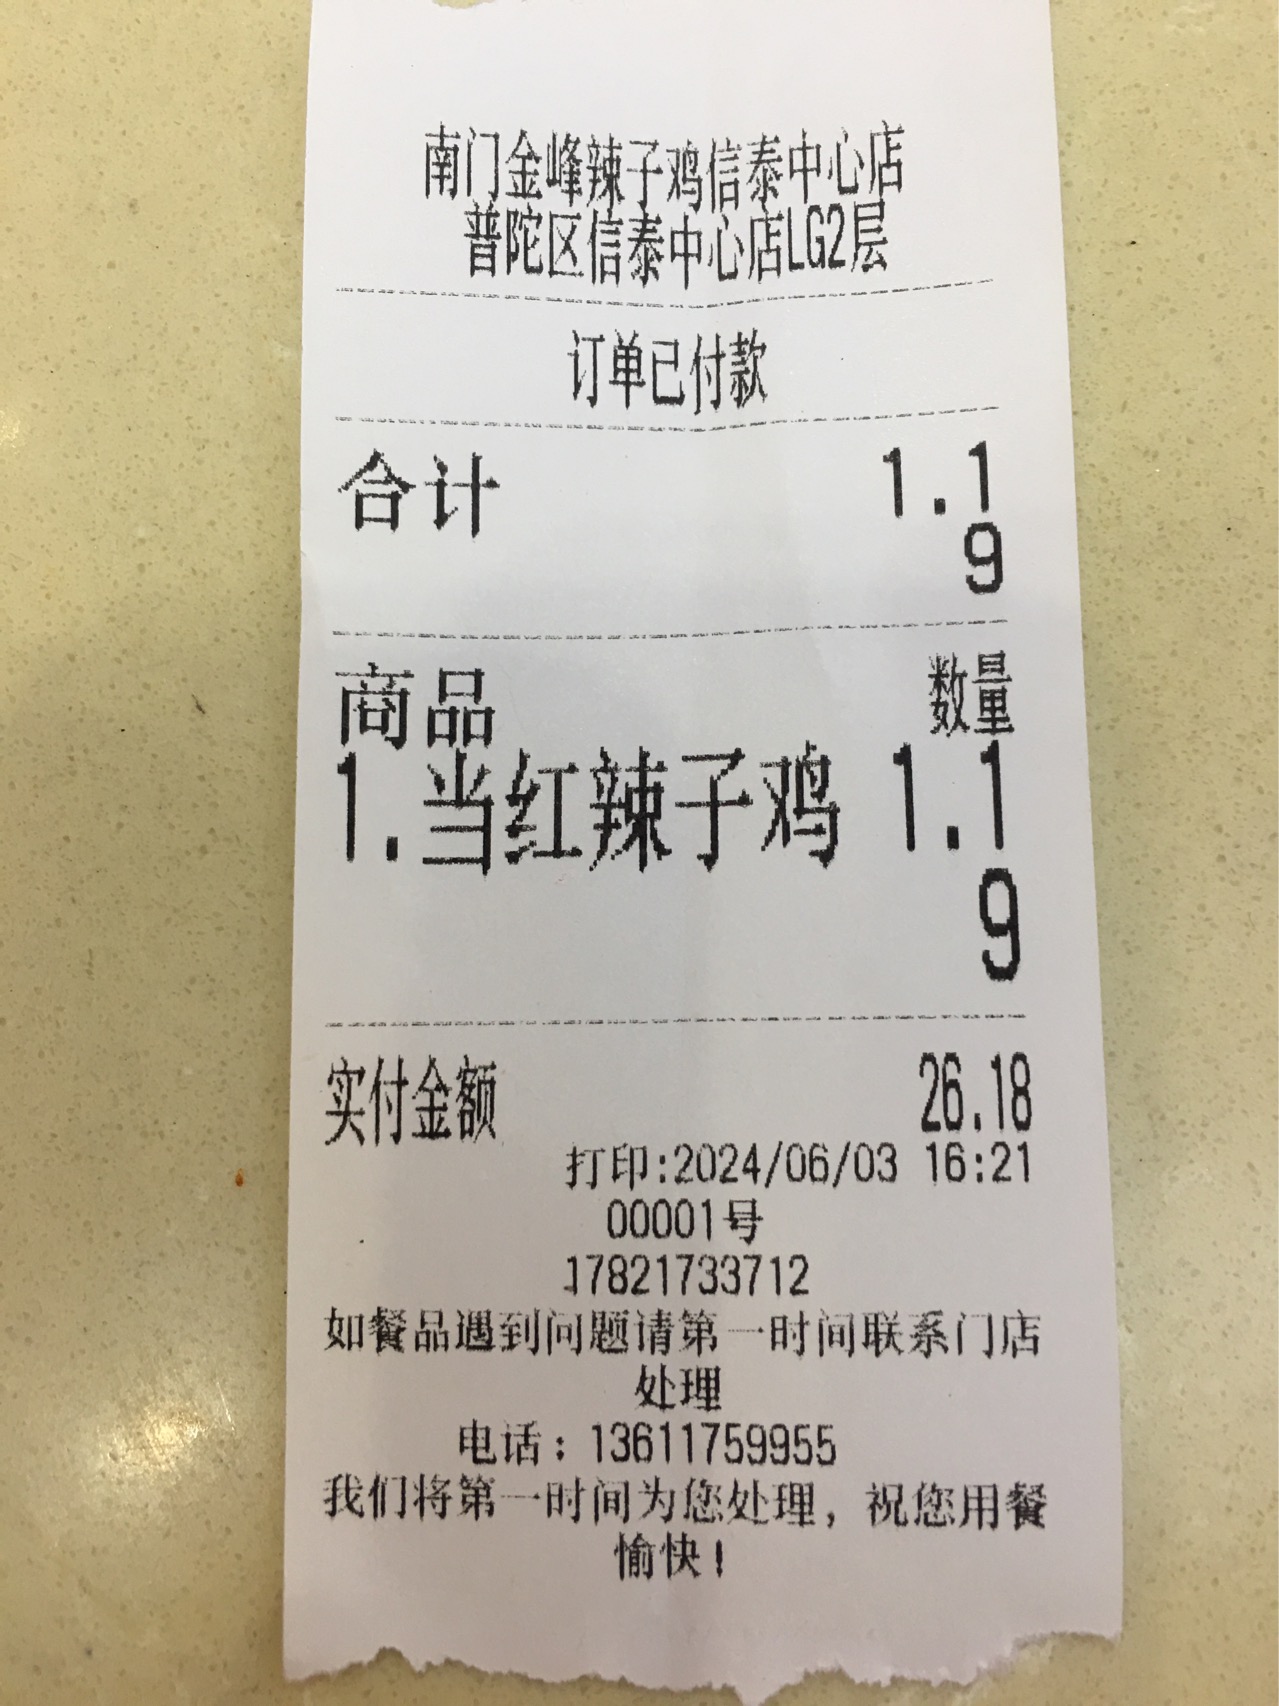 南门金峰辣子鸡信泰中心店
普陀区信泰中心店LG2层
订单已付款
合计 1.1
9
商品 数量
1.当红辣子鸡 1.1
9
实付金额 26.18
打印:2024/06/03 16:21
00001号
17821733712
如餐品遇到问题请第一时间联系门店
处理
电话：13611759955
我们将第一时间为您处理，祝您用餐
愉快！